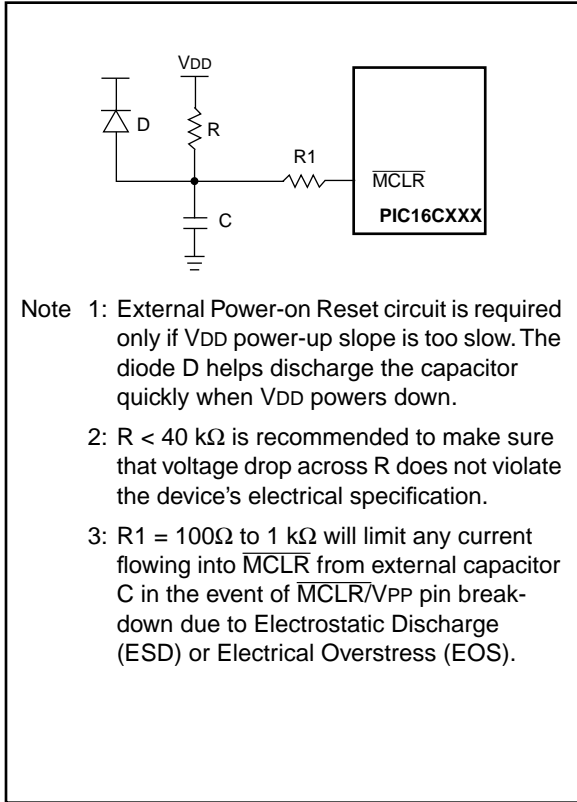 VDD
D
R
R1
MCLR
PIC16CXXX
C
Note 1: External Power-on Reset circuit is required
only if VDD power-up slope is too slow. The
diode D helps discharge the capacitor
quickly when VDD powers down.
2: R < 40 kΩ is recommended to make sure
that voltage drop across R does not violate
the device's electrical specification.
3: R1 = 100Ω to 1 kΩ will limit any current
flowing into MCLR from external capacitor
C in the event of MCLR/VPP pin break-
down due to Electrostatic Discharge
(ESD) or Electrical Overstress (EOS).